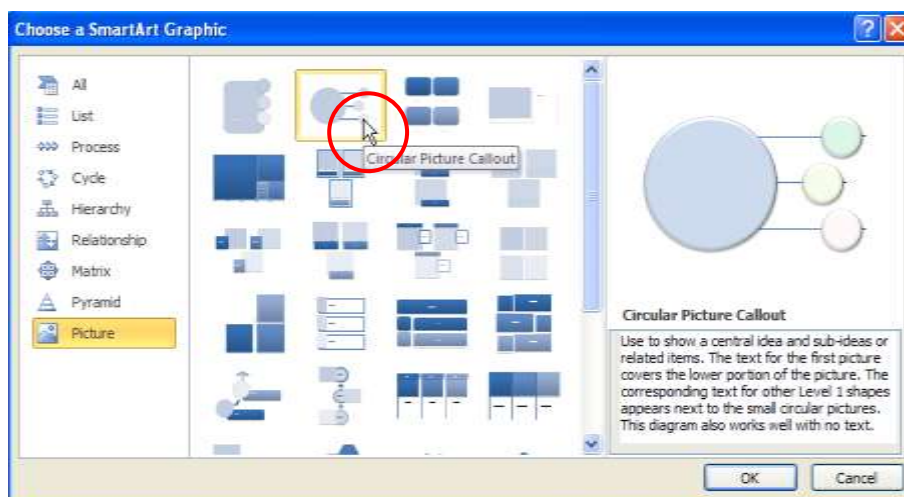 Choose a SmartArt Graphic
All
List
Process
Cycle
Hierarchy
Relationship
Matrix
Pyramid
Picture
Circular Picture Callout
Circular Picture Callout
Use to show a central idea and sub-ideas or
related items. The text for the first picture
covers the lower portion of the picture. The
corresponding text for other Level 1 shapes
appears next to the small circular pictures.
This diagram also works well with no text.
OK
Cancel